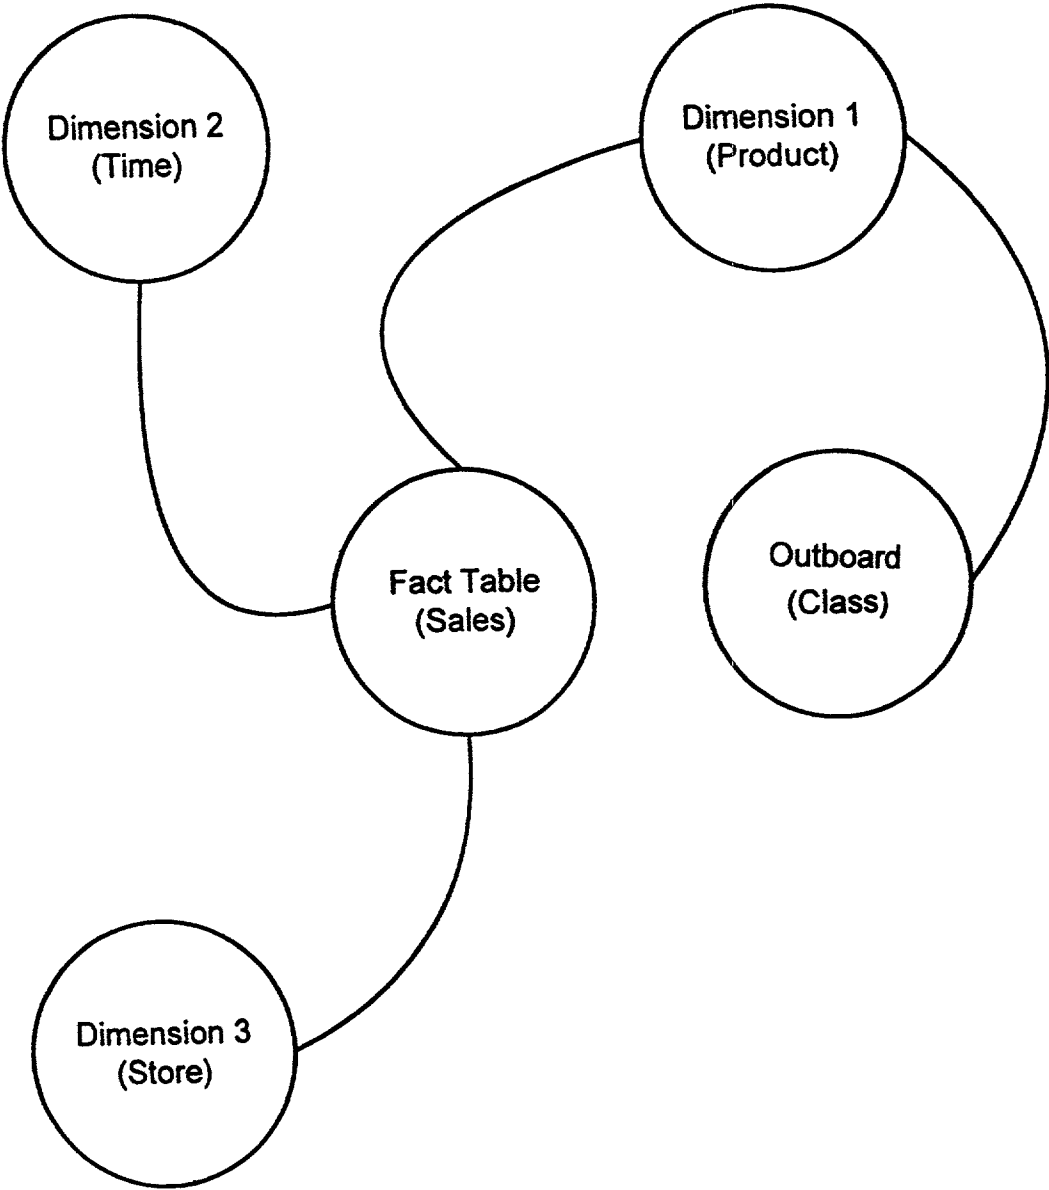 Dimension 2
(Time)
Dimension 1
(Product)
Fact Table
(Sales)
Outboard
(Class)
Dimension 3
(Store)